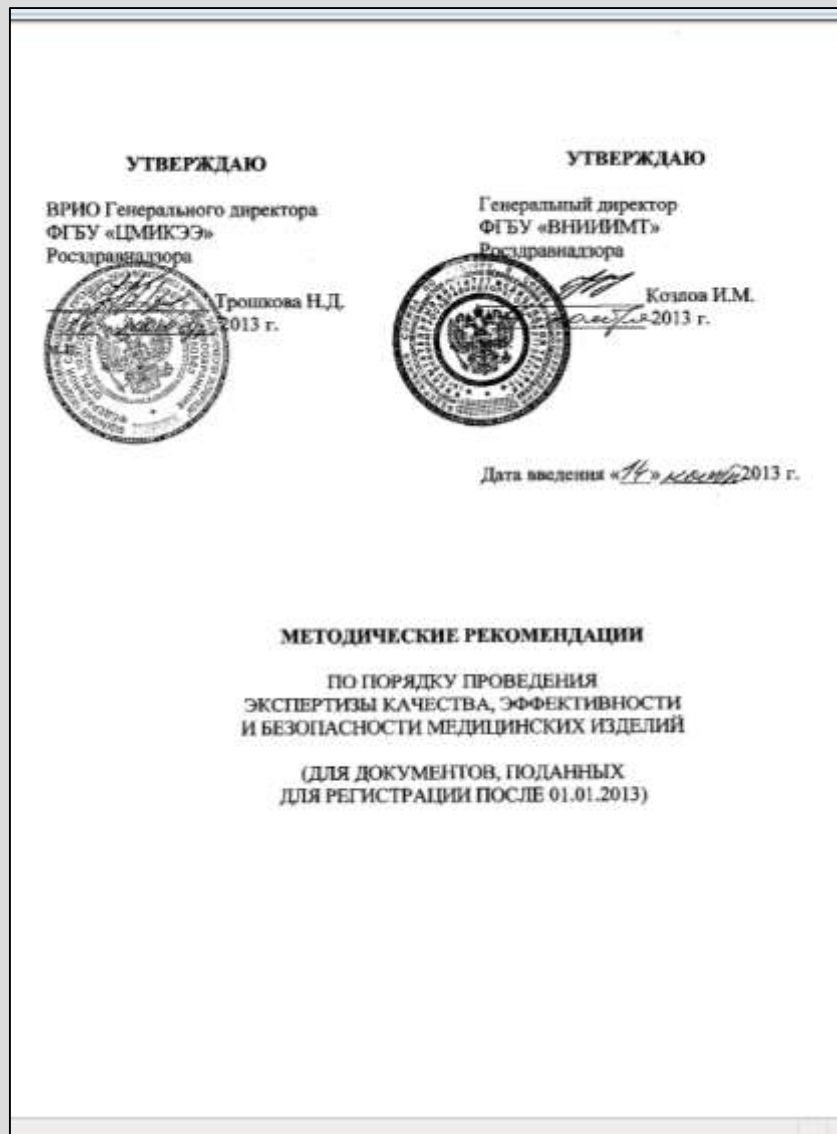 УТВЕРЖДАЮ
ВРИО Генерального директора
ФГБУ «ЦМИКЭЭ»
Росздравнадзора
Трошкова Н.Д.
2013 г.
УТВЕРЖДАЮ
Генеральный директор
ФГБУ «ВНИИИМТ»
Росздравнадзора
Козлов И.М.
2013 г.
Дата введения «14» 2013 г.
МЕТОДИЧЕСКИЕ РЕКОМЕНДАЦИИ
ПО ПОРЯДКУ ПРОВЕДЕНИЯ
ЭКСПЕРТИЗЫ КАЧЕСТВА, ЭФФЕКТИВНОСТИ
И БЕЗОПАСНОСТИ МЕДИЦИНСКИХ ИЗДЕЛИЙ
(ДЛЯ ДОКУМЕНТОВ, ПОДАННЫХ
ДЛЯ РЕГИСТРАЦИИ ПОСЛЕ 01.01.2013)